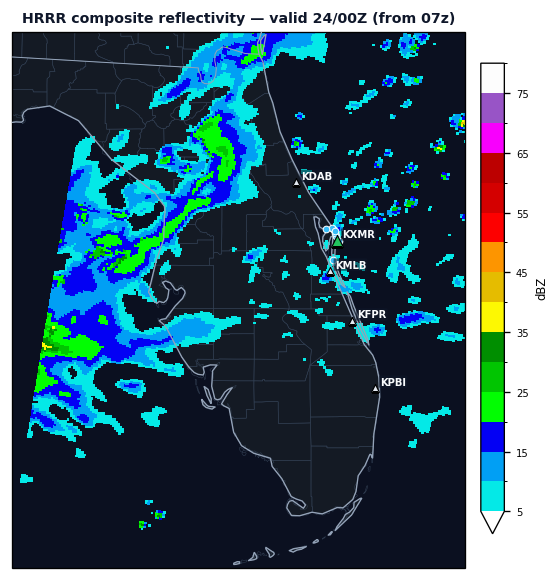 HRRR composite reflectivity — valid 24/00Z (from 07z)
KDAB
KXMR
KMLB
KFPR
KPBI
75
65
55
45
35
25
15
5
dBZ